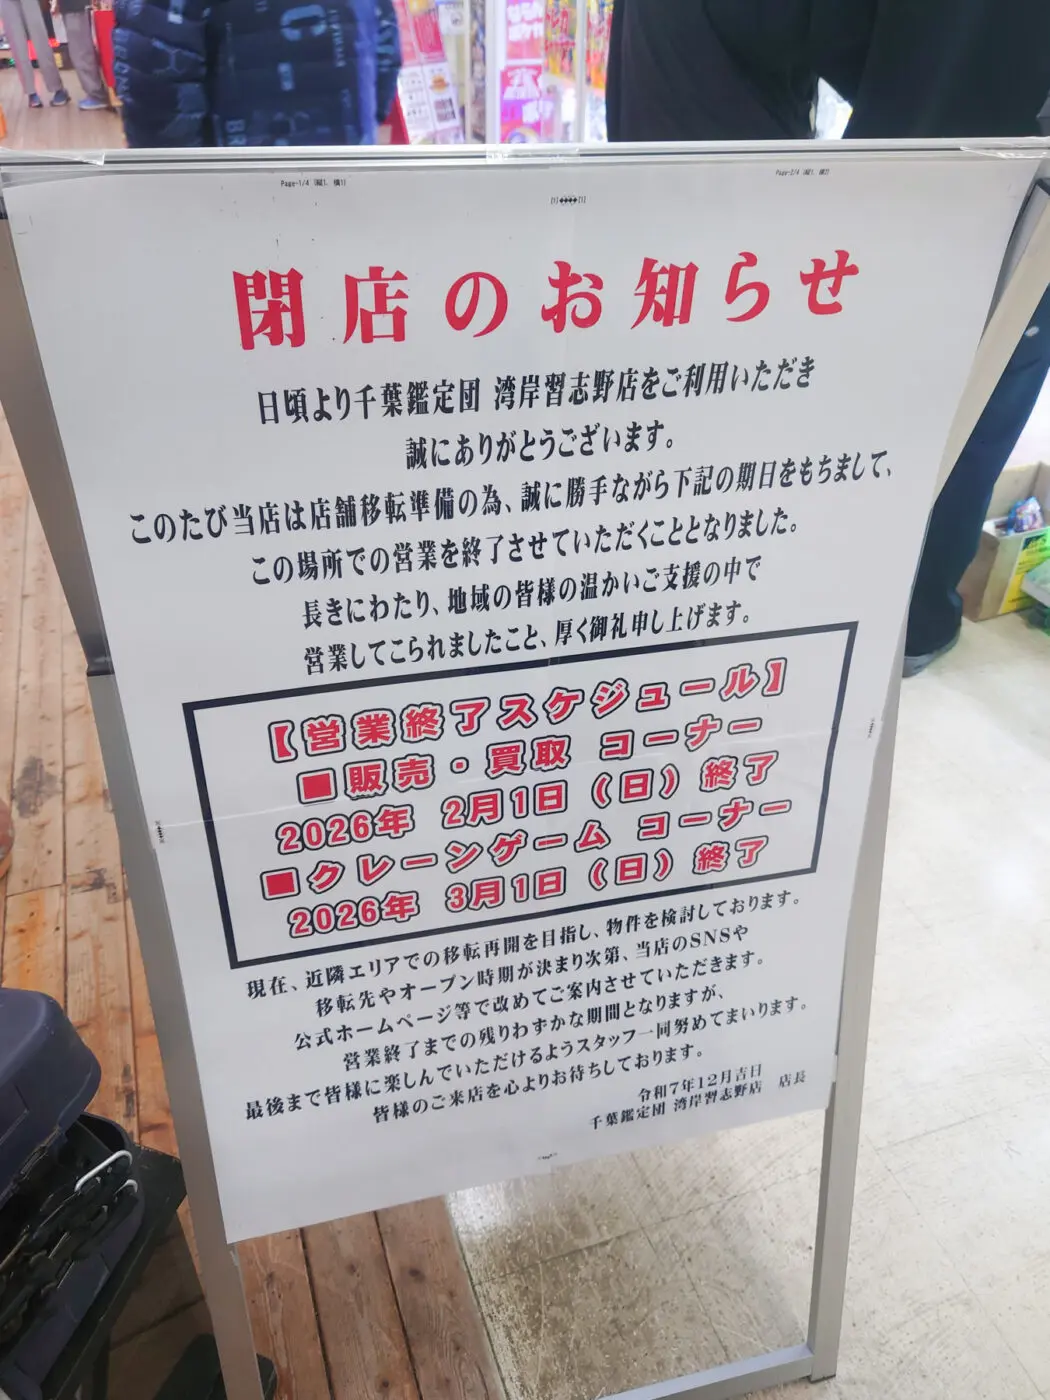 Page-1/4 (縦1, 横1)
Page-2/4 (縦1, 横2)
閉店のお知らせ
日頃より千葉鑑定団 湾岸習志野店をご利用いただき
誠にありがとうございます。
このたび当店は店舗移転準備の為、誠に勝手ながら下記の期日をもちまして、
この場所での営業を終了させていただくこととなりました。
長きにわたり、地域の皆様の温かいご支援の中で
営業してこられましたこと、厚く御礼申し上げます。
【営業終了スケジュール】
■販売・買取 コーナー
2026年 2月1日（日）終了
■クレーンゲーム コーナー
2026年 3月1日（日）終了
現在、近隣エリアでの移転再開を目指し、物件を検討しております。
移転先やオープン時期が決まり次第、当店のSNSや
公式ホームページ等で改めてご案内させていただきます。
営業終了までの残りわずかな期間となりますが、
最後まで皆様に楽しんでいただけるようスタッフ一同努めてまいります。
皆様のご来店を心よりお待ちしております。
令和7年12月吉日
千葉鑑定団 湾岸習志野店 店長